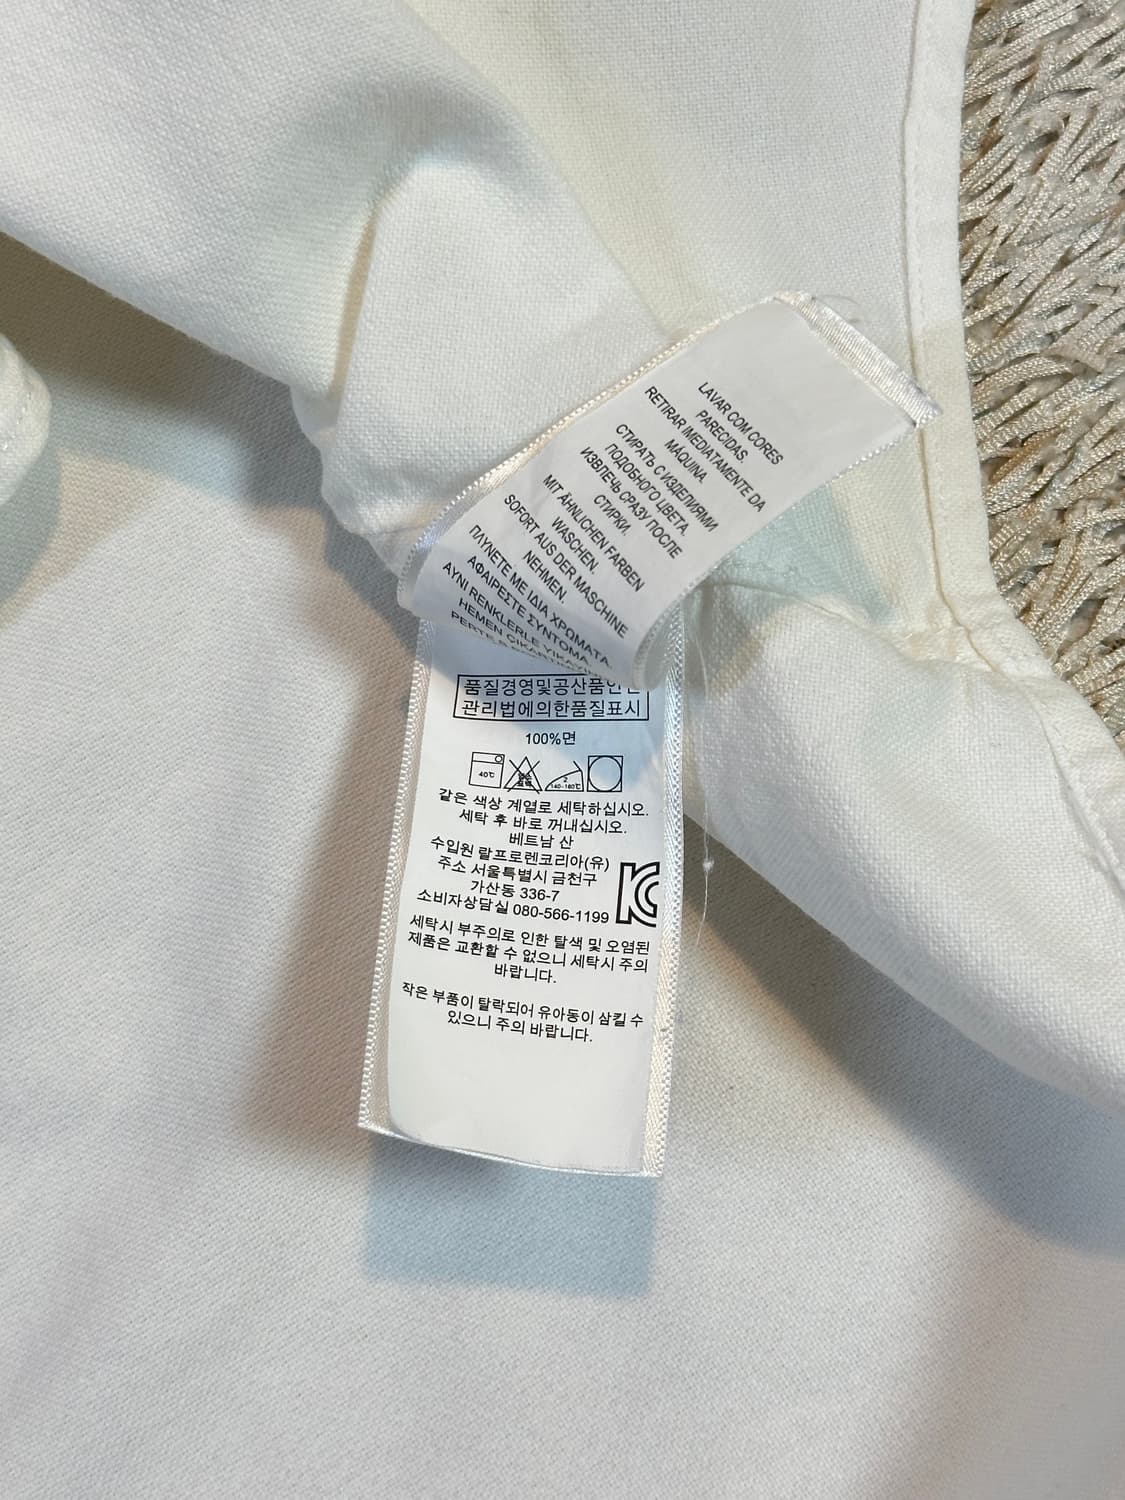 LAVAR COM CORES
PARECIDAS.
RETIRAR IMEDIATAMENTE DA
MÁQUINA.
СТИРАТЬ С ИЗДЕЛИЯМИ
ПОДОБНОГО ЦВЕТА.
ИЗВЛЕЧЬ СРАЗУ ПОСЛЕ
СТИРКИ.
MIT ÄHNLICHEN FARBEN
WASCHEN.
SOFORT AUS DER MASCHINE
NEHMEN.
ΠΛΥΝΕΤΕ ΜΕ ΙΔΙΑ ΧΡΩΜΑΤΑ.
ΑΦΑΙΡΕΣΤΕ ΣΥΝΤΟΜΑ.
AYNI RENKLERLE
HEMEN
품질경영및공산품안전
관리법에의한품질표시
100%면
40℃
2
140-160℃
같은 색상 계열로 세탁하십시오.
세탁 후 바로 꺼내십시오.
베트남 산
수입원 랄프로렌코리아(유)
주소 서울특별시 금천구
가산동 336-7
소비자상담실 080-566-1199
세탁시 부주의로 인한 탈색 및 오염된
제품은 교환할 수 없으니 세탁시 주의
바랍니다.
작은 부품이 탈락되어 유아동이 삼킬 수
있으니 주의 바랍니다.